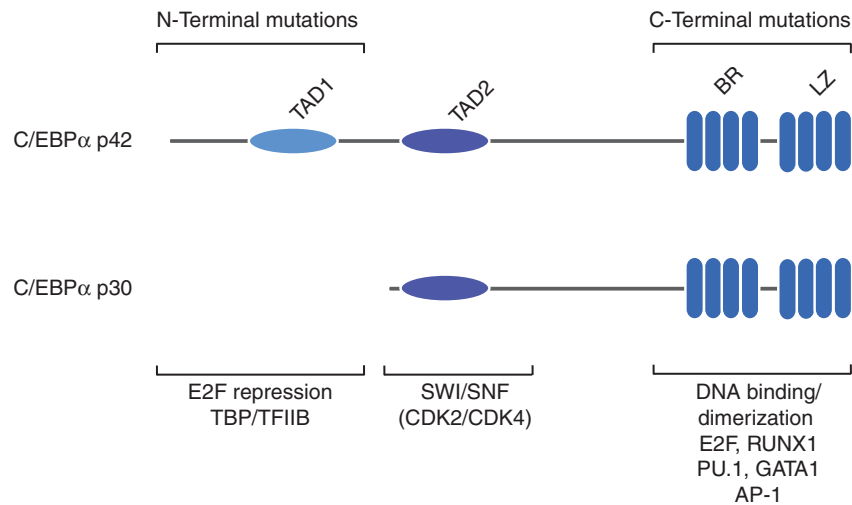 N-Terminal mutations
C-Terminal mutations
TAD1
TAD2
BR
LZ
C/EBPα p42
C/EBPα p30
E2F repression
TBP/TFIIB
SWI/SNF
(CDK2/CDK4)
DNA binding/
dimerization
E2F, RUNX1
PU.1, GATA1
AP-1